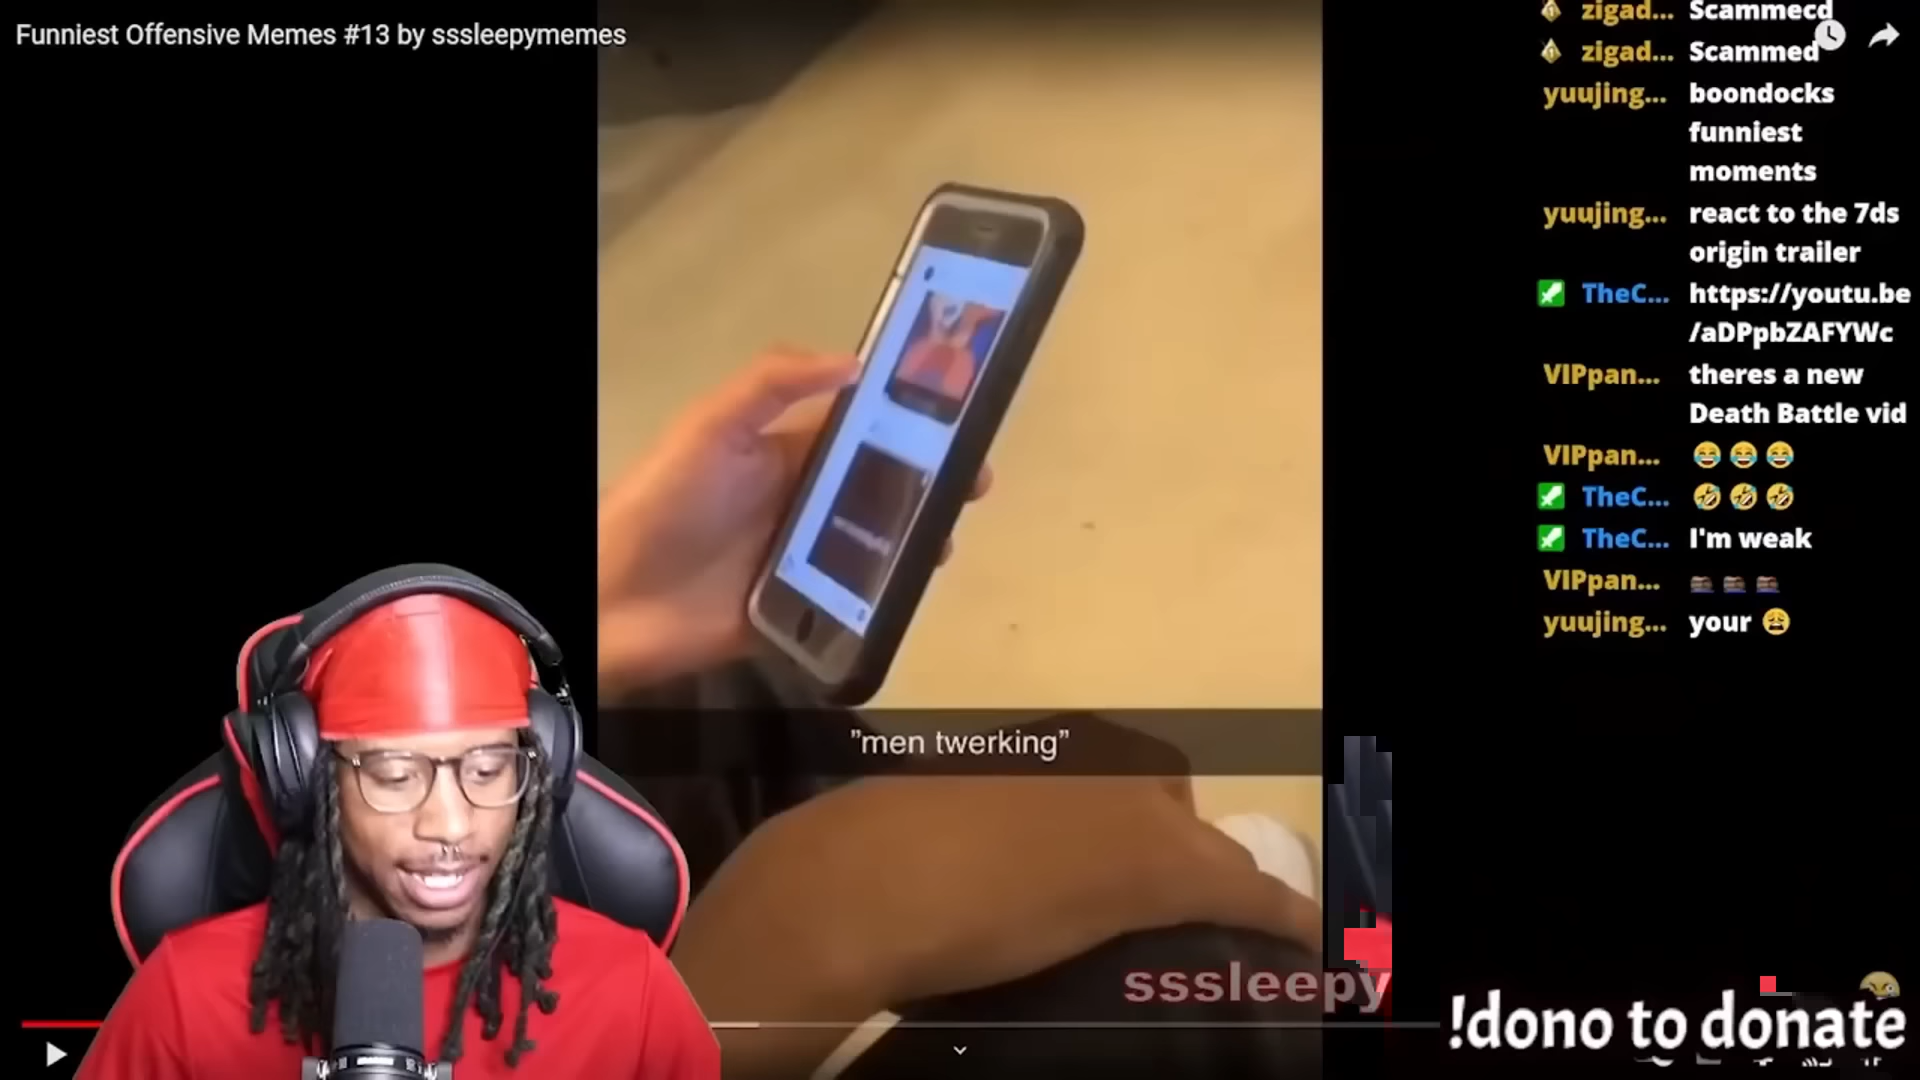 Funniest Offensive Memes #13 by sssleepymemes
zigad... Scammecd
zigad... Scammed
yuujing... boondocks
funniest
moments
yuujing... react to the 7ds
origin trailer
TheC... https://youtu.be
/aDPpbZAFYWc
VIPpan... theres a new
Death Battle vid
VIPpan... 😂 😂 😂
TheC... 🤣 🤣 🤣
TheC... I'm weak
VIPpan...
yuujing... your 😩
"men twerking"
sssleepy
!dono to donate